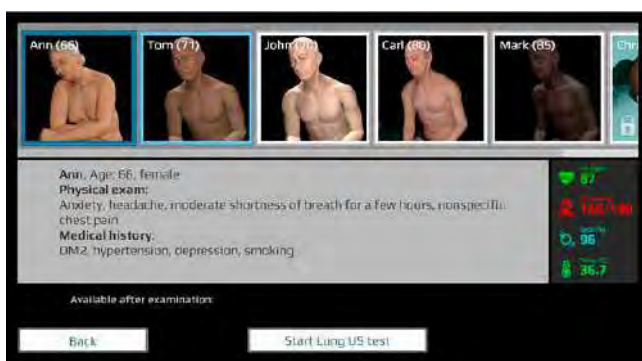 Ann (66)
Tom (71)
Carl (80)
Mark (85)
Ann, Age: 66, female
Physical exam:
Anxiety, headache, moderate shortness of breath for a few hours, nonspecific
chest pain
Medical history:
DM2, hypertension, depression, smoking
87
96
36.7
Available after examination:
Back
Start Lung US test